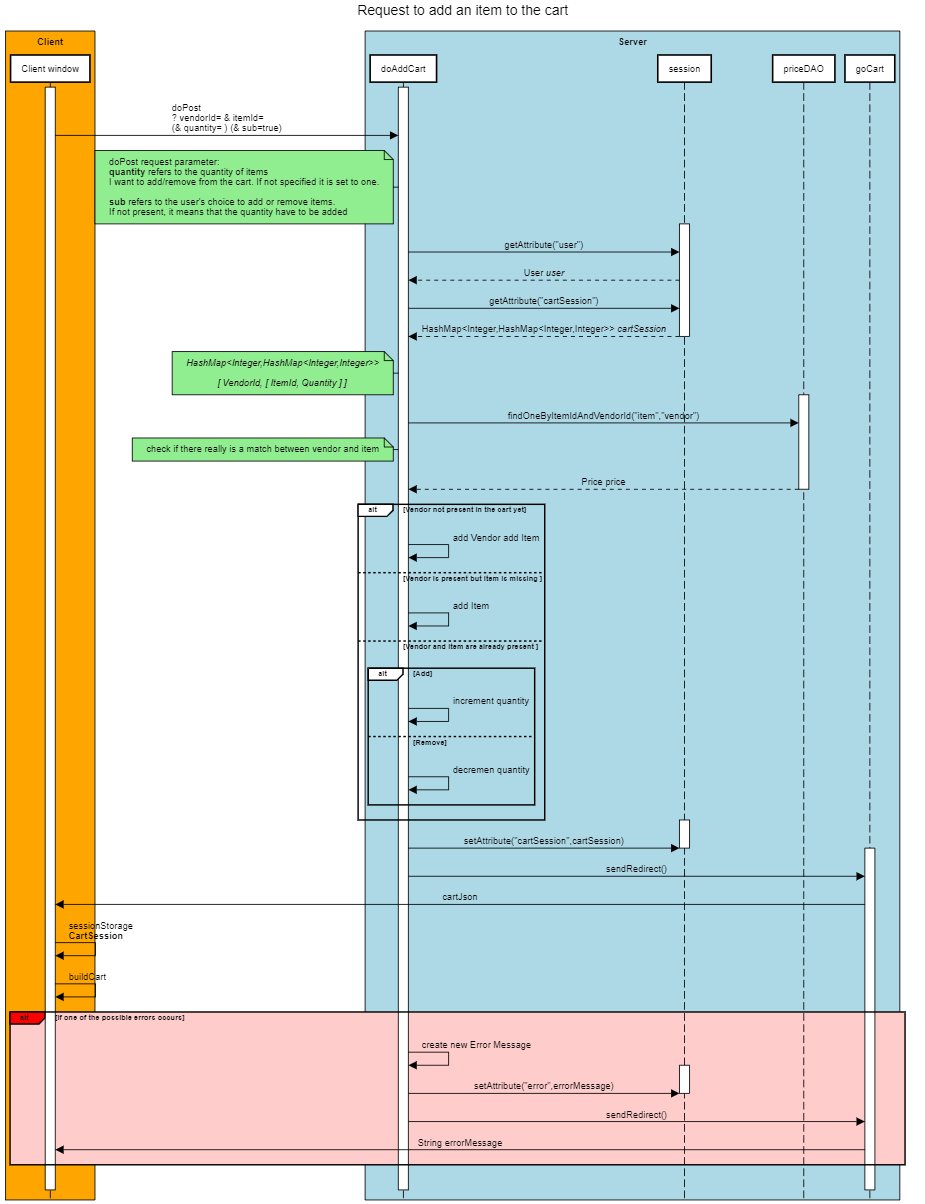 Request to add an item to the cart
Client
Server
Client window
doAddCart
session
priceDAO
goCart
doPost
? vendorId= & itemId=
(& quantity= ) (& sub=true)
doPost request parameter:
quantity refers to the quantity of items
I want to add/remove from the cart. If not specified it is set to one.
sub refers to the user's choice to add or remove items.
If not present, it means that the quantity have to be added
getAttribute("user")
User user
getAttribute("cartSession")
HashMap<Integer,HashMap<Integer,Integer>> cartSession
HashMap<Integer,HashMap<Integer,Integer>>
[ VendorId, [ ItemId, Quantity ] ]
findOneByItemIdAndVendorId("item","vendor")
check if there really is a match between vendor and item
Price price
alt
[Vendor not present in the cart yet]
add Vendor add Item
[Vendor is present but Item is missing ]
add Item
[Vendor and Item are already present ]
alt
[Add]
increment quantity
[Remove]
decremen quantity
setAttribute("cartSession",cartSession)
sendRedirect()
cartJson
sessionStorage
CartSession
buildCart
alt
[If one of the possible errors occurs]
create new Error Message
setAttribute("error",errorMessage)
sendRedirect()
String errorMessage